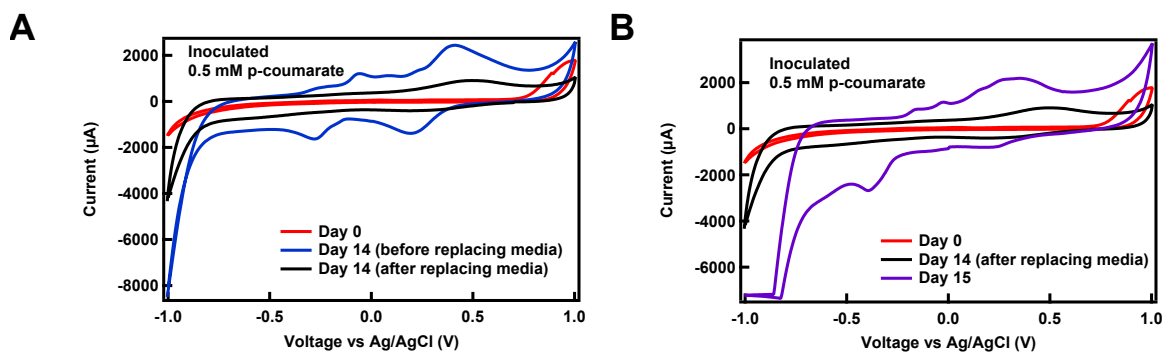 A
Inoculated
0.5 mM p-coumarate
2000
0
-2000
-4000
-6000
-8000
Current (µA)
Day 0
Day 14 (before replacing media)
Day 14 (after replacing media)
-1.0 -0.5 0.0 0.5 1.0
Voltage vs Ag/AgCl (V)
B
Inoculated
0.5 mM p-coumarate
2000
0
-2000
-4000
-6000
Current (µA)
Day 0
Day 14 (after replacing media)
Day 15
-1.0 -0.5 0.0 0.5 1.0
Voltage vs Ag/AgCl (V)